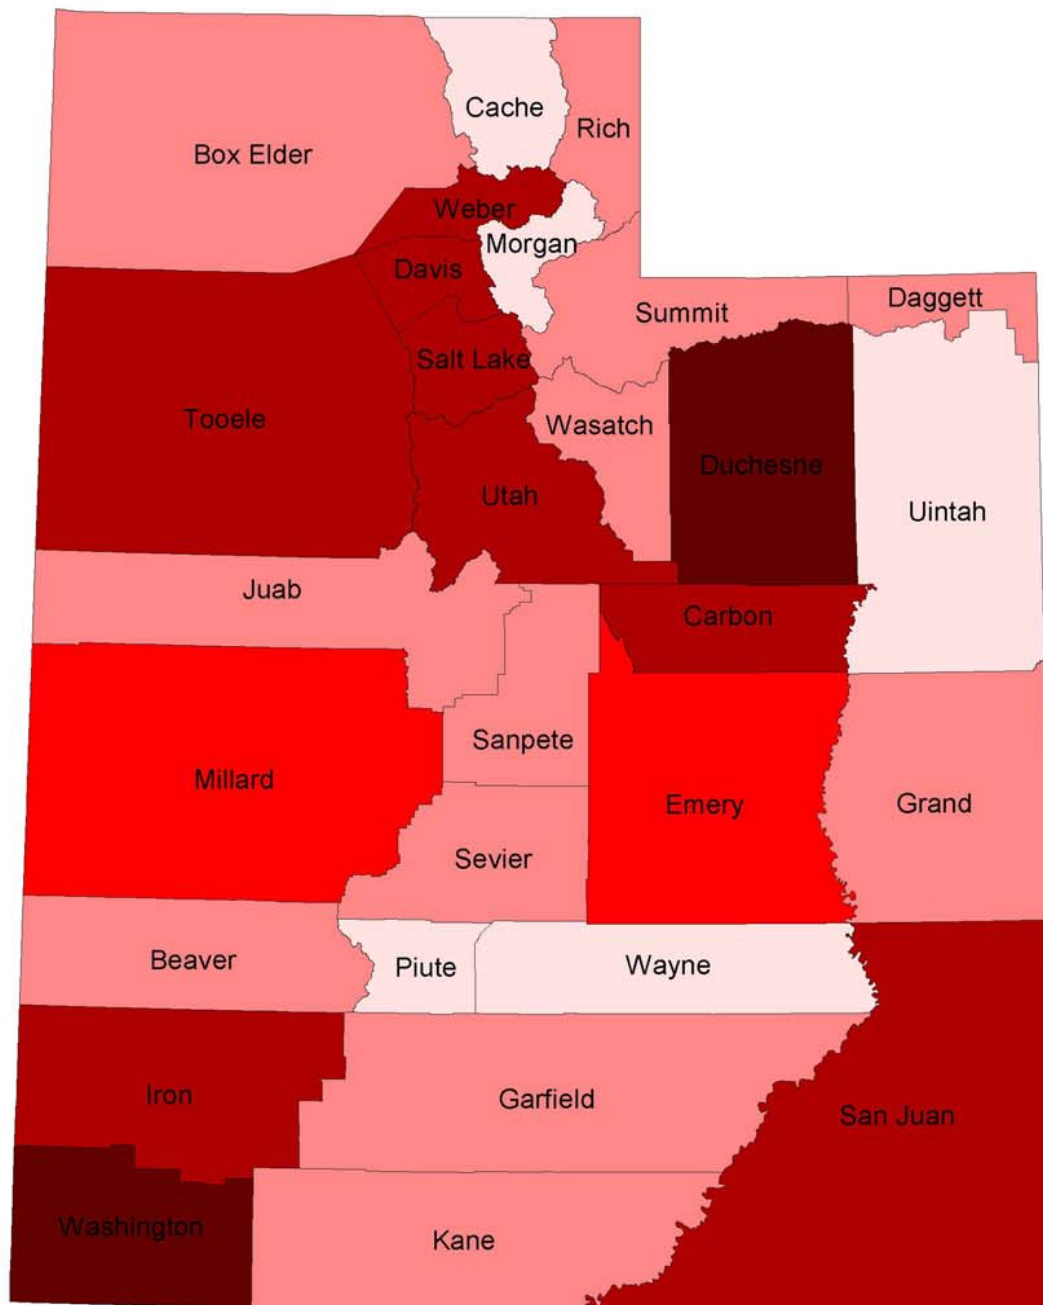 Cache
Rich
Box Elder
Weber
Morgan
Davis
Daggett
Summit
Salt Lake
Tooele
Wasatch
Duchesne
Utah
Uintah
Juab
Carbon
Sanpete
Millard
Emery
Grand
Sevier
Beaver
Piute
Wayne
Iron
Garfield
San Juan
Washington
Kane